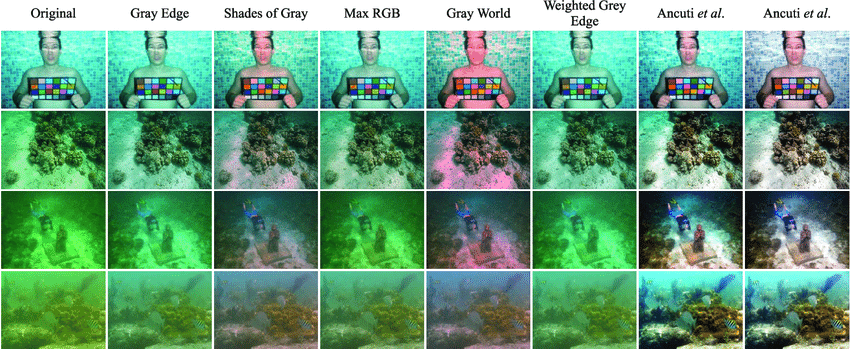 Original
Gray Edge
Shades of Gray
Max RGB
Gray World
Weighted Grey
Edge
Ancuti et al.
Ancuti et al.